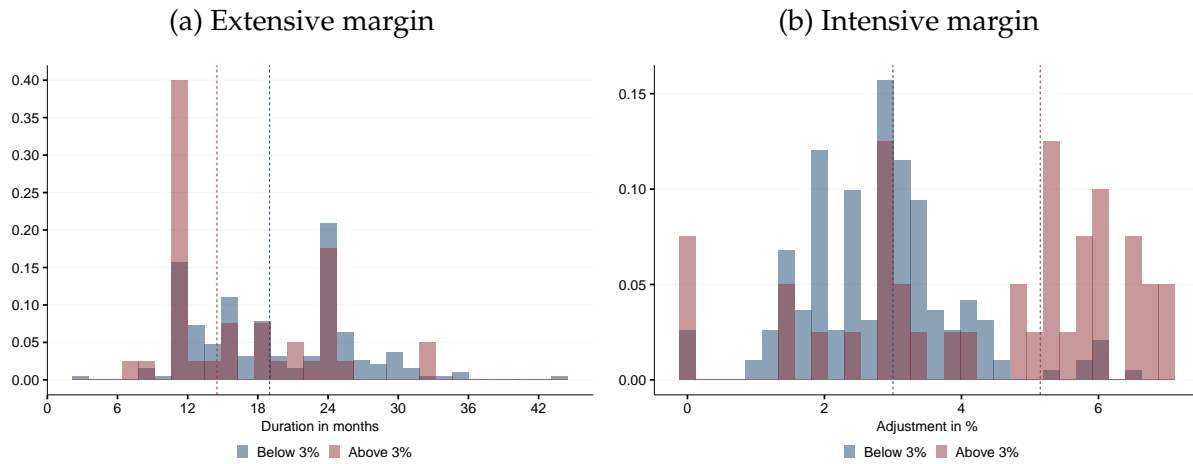 (a) Extensive margin
0.40
0.35
0.30
0.25
0.20
0.15
0.10
0.05
0.00
0 6 12 18 24 30 36 42
Duration in months
Below 3% Above 3%
(b) Intensive margin
0.15
0.10
0.05
0.00
0 2 4 6
Adjustment in %
Below 3% Above 3%